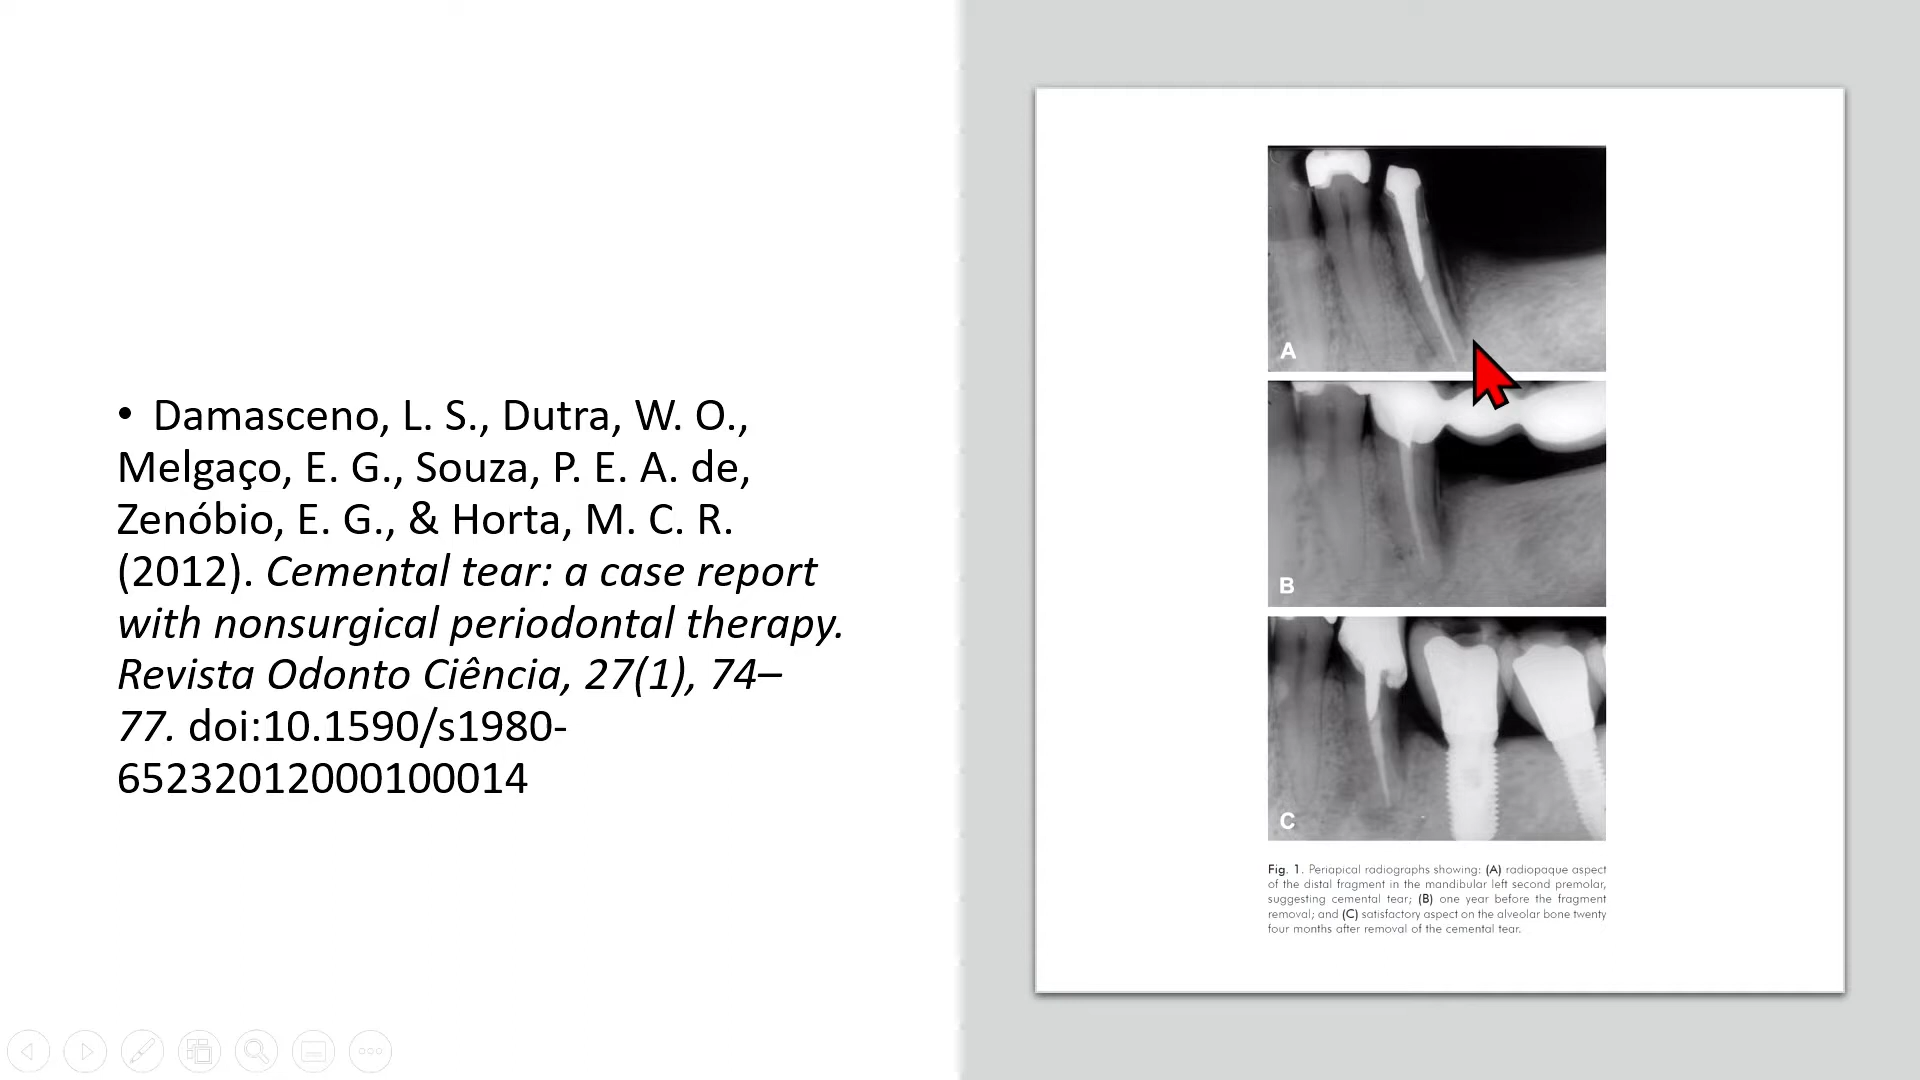 • Damasceno, L. S., Dutra, W. O.,
Melgaço, E. G., Souza, P. E. A. de,
Zenóbio, E. G., & Horta, M. C. R.
(2012). Cemental tear: a case report
with nonsurgical periodontal therapy.
Revista Odonto Ciência, 27(1), 74–
77. doi:10.1590/s1980-
65232012000100014
A
B
C
Fig. 1. Periapical radiographs showing: (A) radiopaque aspect
of the distal fragment in the mandibular left second premolar,
suggesting cemental tear; (B) one year before the fragment
removal; and (C) satisfactory aspect on the alveolar bone twenty
four months after removal of the cemental tear.